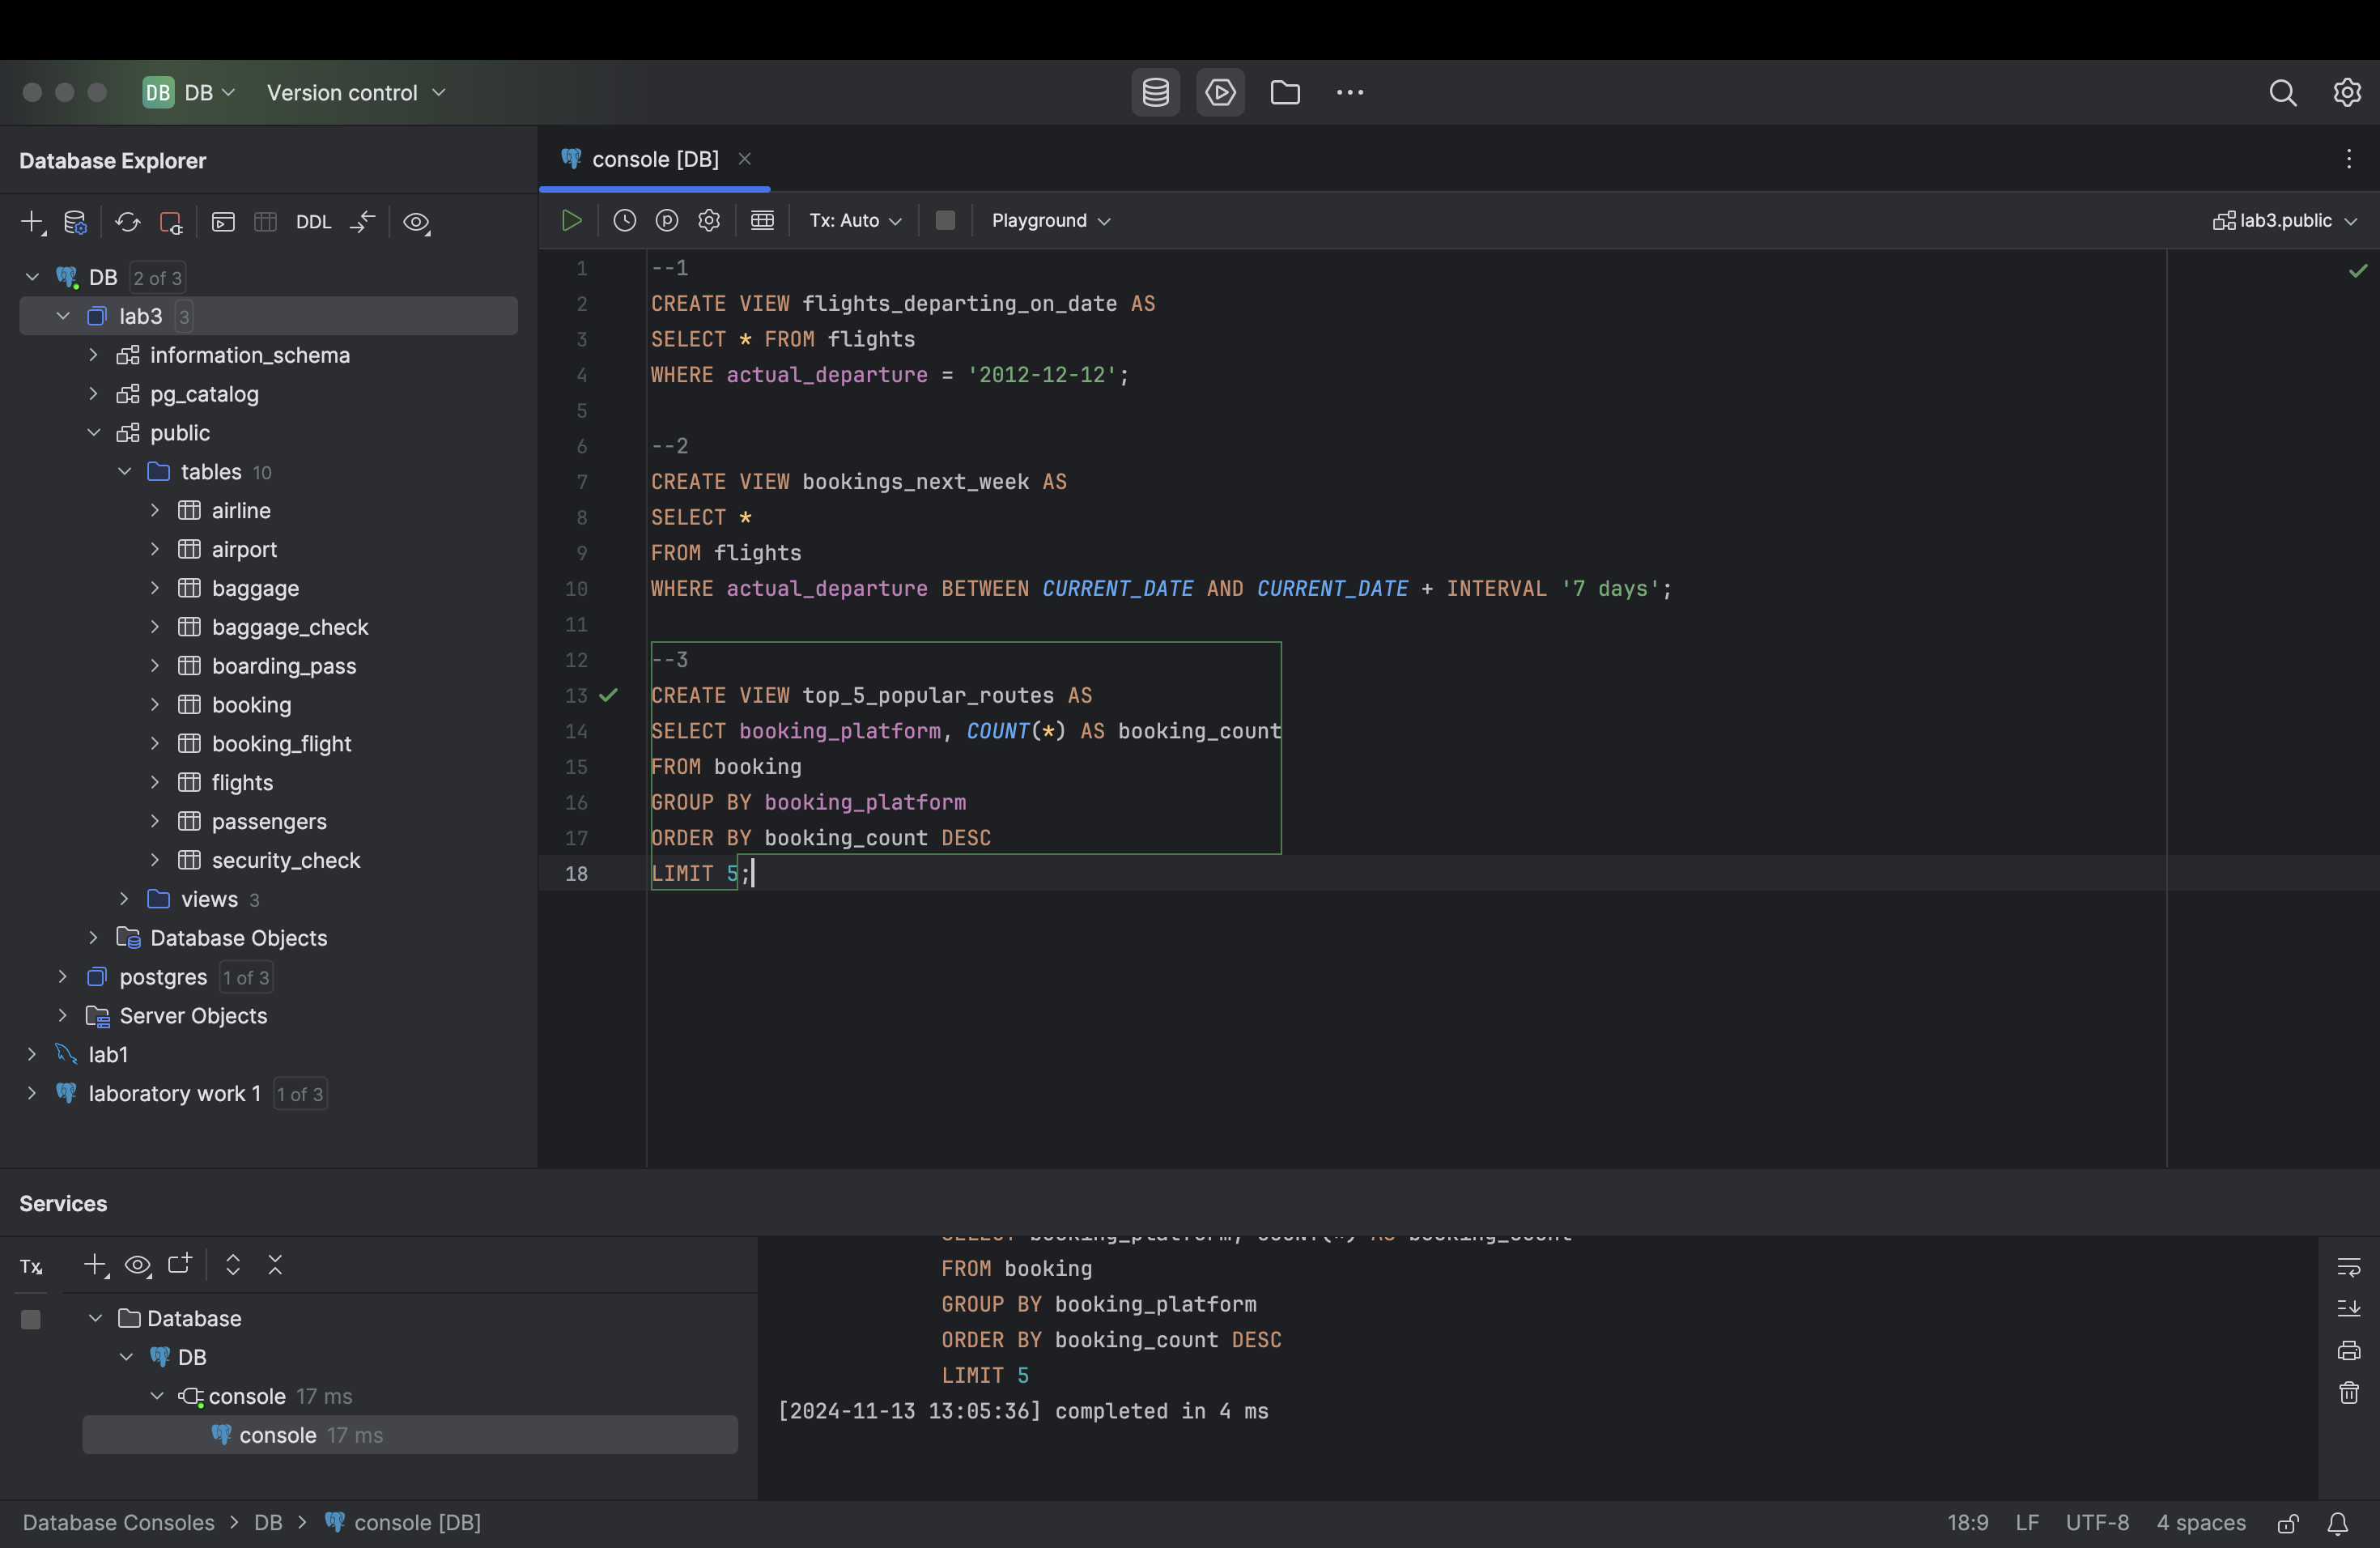 DB DB Version control
Database Explorer
console [DB]
DDL
Tx: Auto Playground lab3.public
DB 2 of 3
lab3 3
information_schema
pg_catalog
public
tables 10
airline
airport
baggage
baggage_check
boarding_pass
booking
booking_flight
flights
passengers
security_check
views 3
Database Objects
postgres 1 of 3
Server Objects
lab1
laboratory work 1 1 of 3
1 --1
2 CREATE VIEW flights_departing_on_date AS
3 SELECT * FROM flights
4 WHERE actual_departure = '2012-12-12';
5
6 --2
7 CREATE VIEW bookings_next_week AS
8 SELECT *
9 FROM flights
10 WHERE actual_departure BETWEEN CURRENT_DATE AND CURRENT_DATE + INTERVAL '7 days';
11
12 --3
13 CREATE VIEW top_5_popular_routes AS
14 SELECT booking_platform, COUNT(*) AS booking_count
15 FROM booking
16 GROUP BY booking_platform
17 ORDER BY booking_count DESC
18 LIMIT 5;
Services
Tx
Database
DB
console 17 ms
console 17 ms
SELECT booking_platform, COUNT(*) AS booking_count
FROM booking
GROUP BY booking_platform
ORDER BY booking_count DESC
LIMIT 5
[2024-11-13 13:05:36] completed in 4 ms
Database Consoles > DB > console [DB]
18:9 LF UTF-8 4 spaces